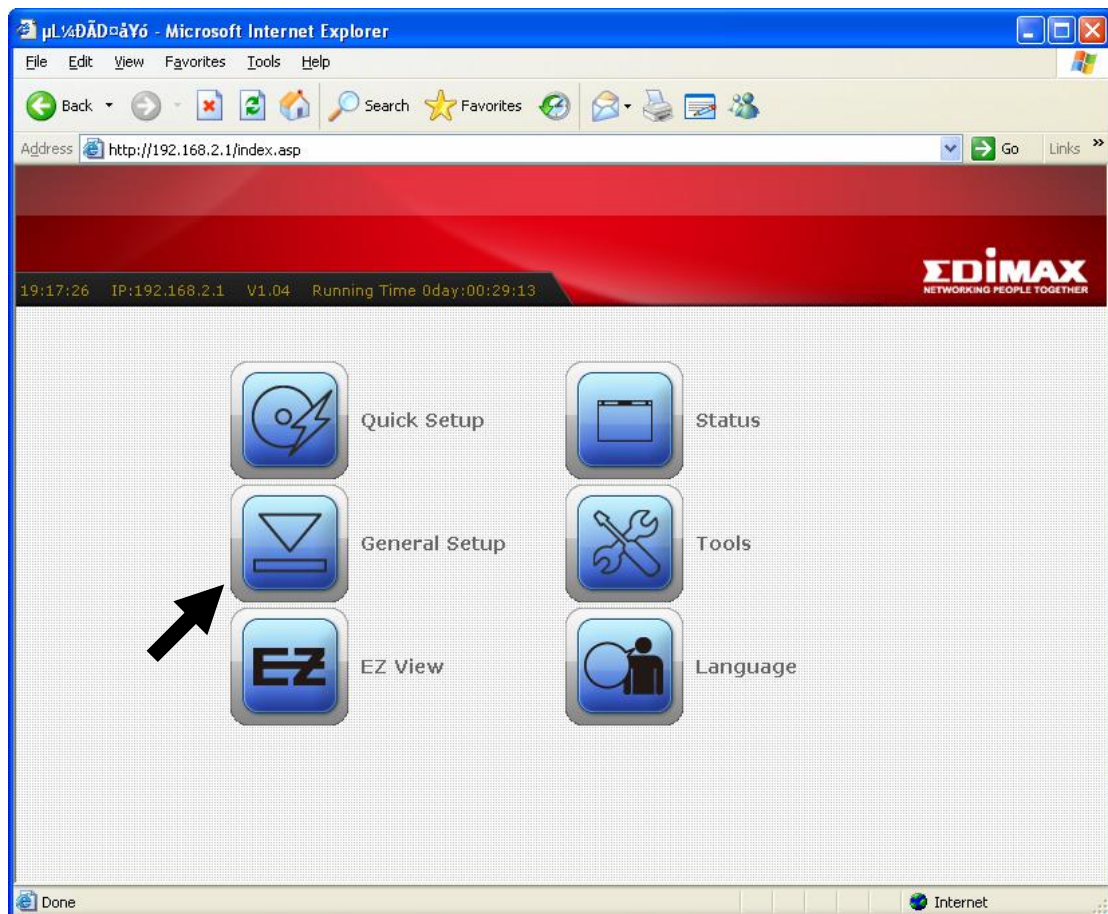 µL¼ÐÃD¤åYó - Microsoft Internet Explorer
File Edit View Favorites Tools Help
Back Search Favorites
Address http://192.168.2.1/index.asp Go Links »
EDiMAX
NETWORKING PEOPLE TOGETHER
19:17:26 IP:192.168.2.1 V1.04 Running Time 0day:00:29:13
Quick Setup
Status
General Setup
Tools
EZ
EZ View
Language
Done
Internet